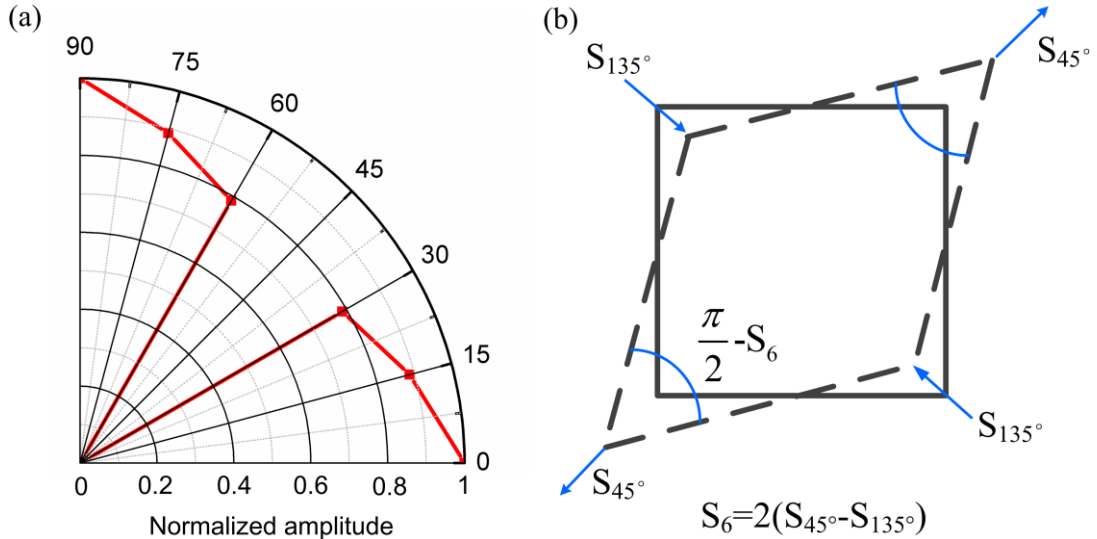 (a)
90
75
60
45
30
15
0
0 0.2 0.4 0.6 0.8 1
Normalized amplitude
(b)
S135°
S45°
π/2 -S6
S135°
S45°
S6=2(S45°-S135°)